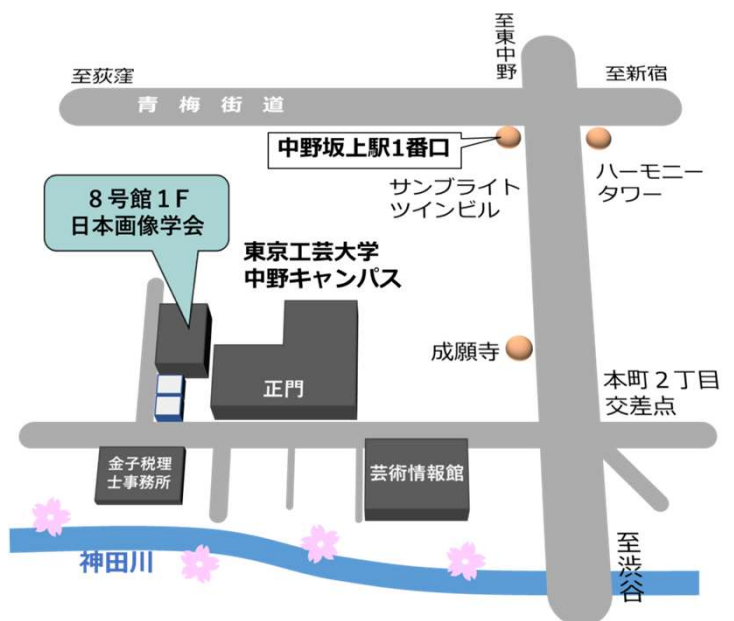 至東中野
至荻窪
至新宿
青梅街道
中野坂上駅1番口
ハーモニー
タワー
サンブライト
ツインビル
8号館1F
日本画像学会
東京工芸大学
中野キャンパス
成願寺
正門
本町2丁目
交差点
金子税理
士事務所
芸術情報館
至渋谷
神田川